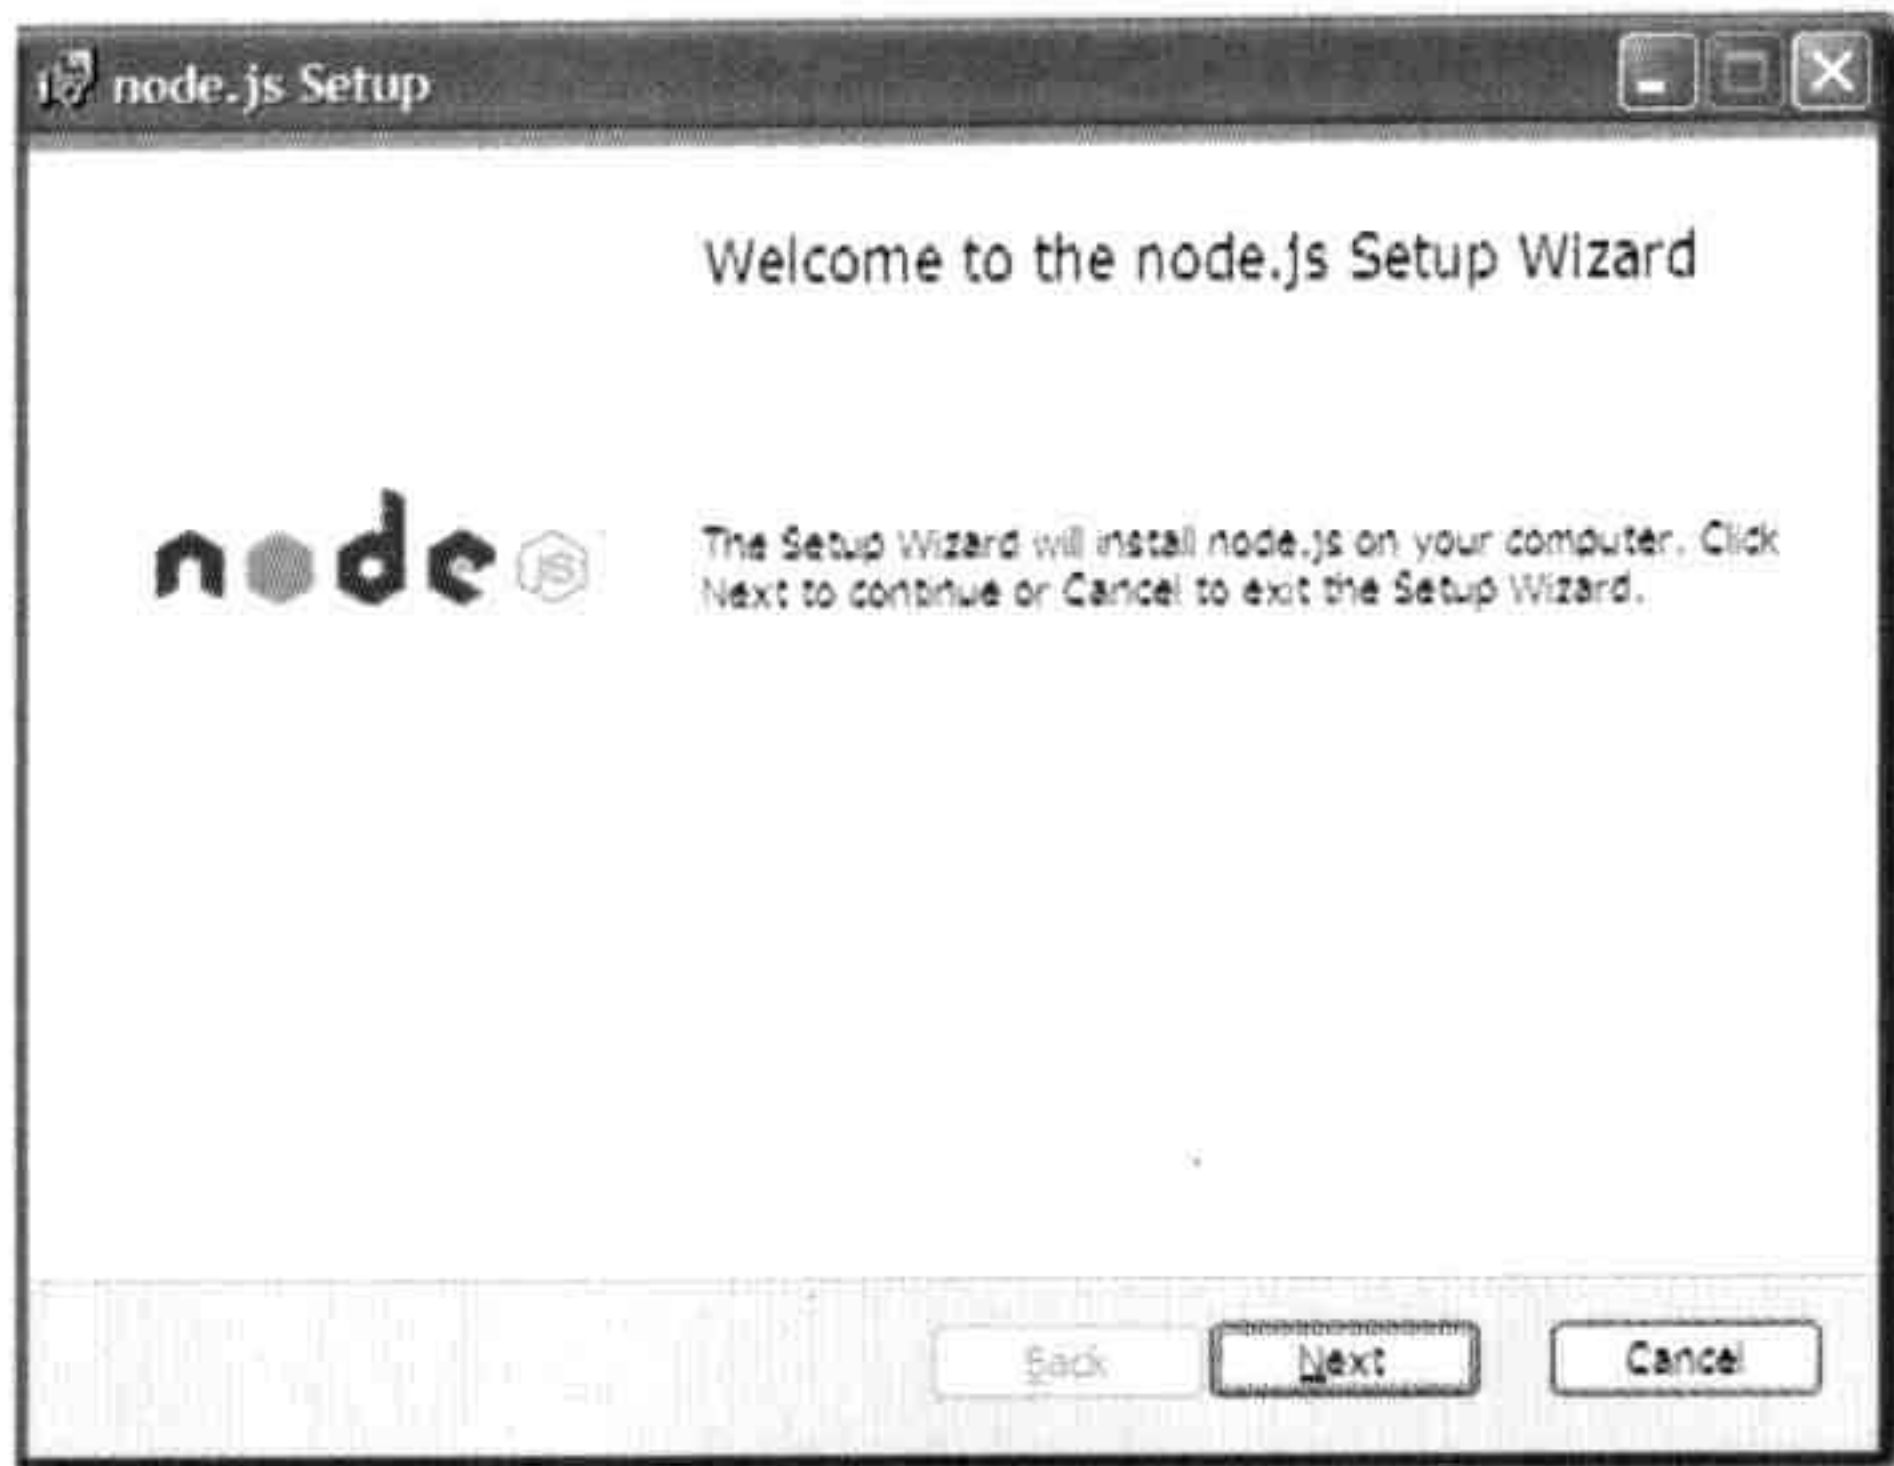 node.js Setup
Welcome to the node.js Setup Wizard
node js
The Setup Wizard will install node.js on your computer. Click
Next to continue or Cancel to exit the Setup Wizard.
Back Next Cancel